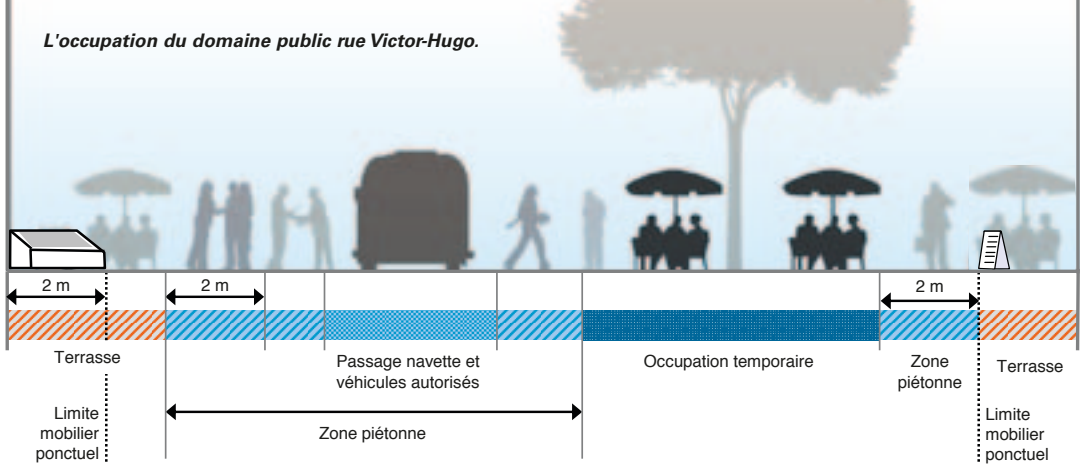 L'occupation du domaine public rue Victor-Hugo.
2 m
2 m
2 m
Terrasse
Passage navette et
véhicules autorisés
Occupation temporaire
Zone
piétonne
Terrasse
Limite
mobilier
ponctuel
Zone piétonne
Limite
mobilier
ponctuel